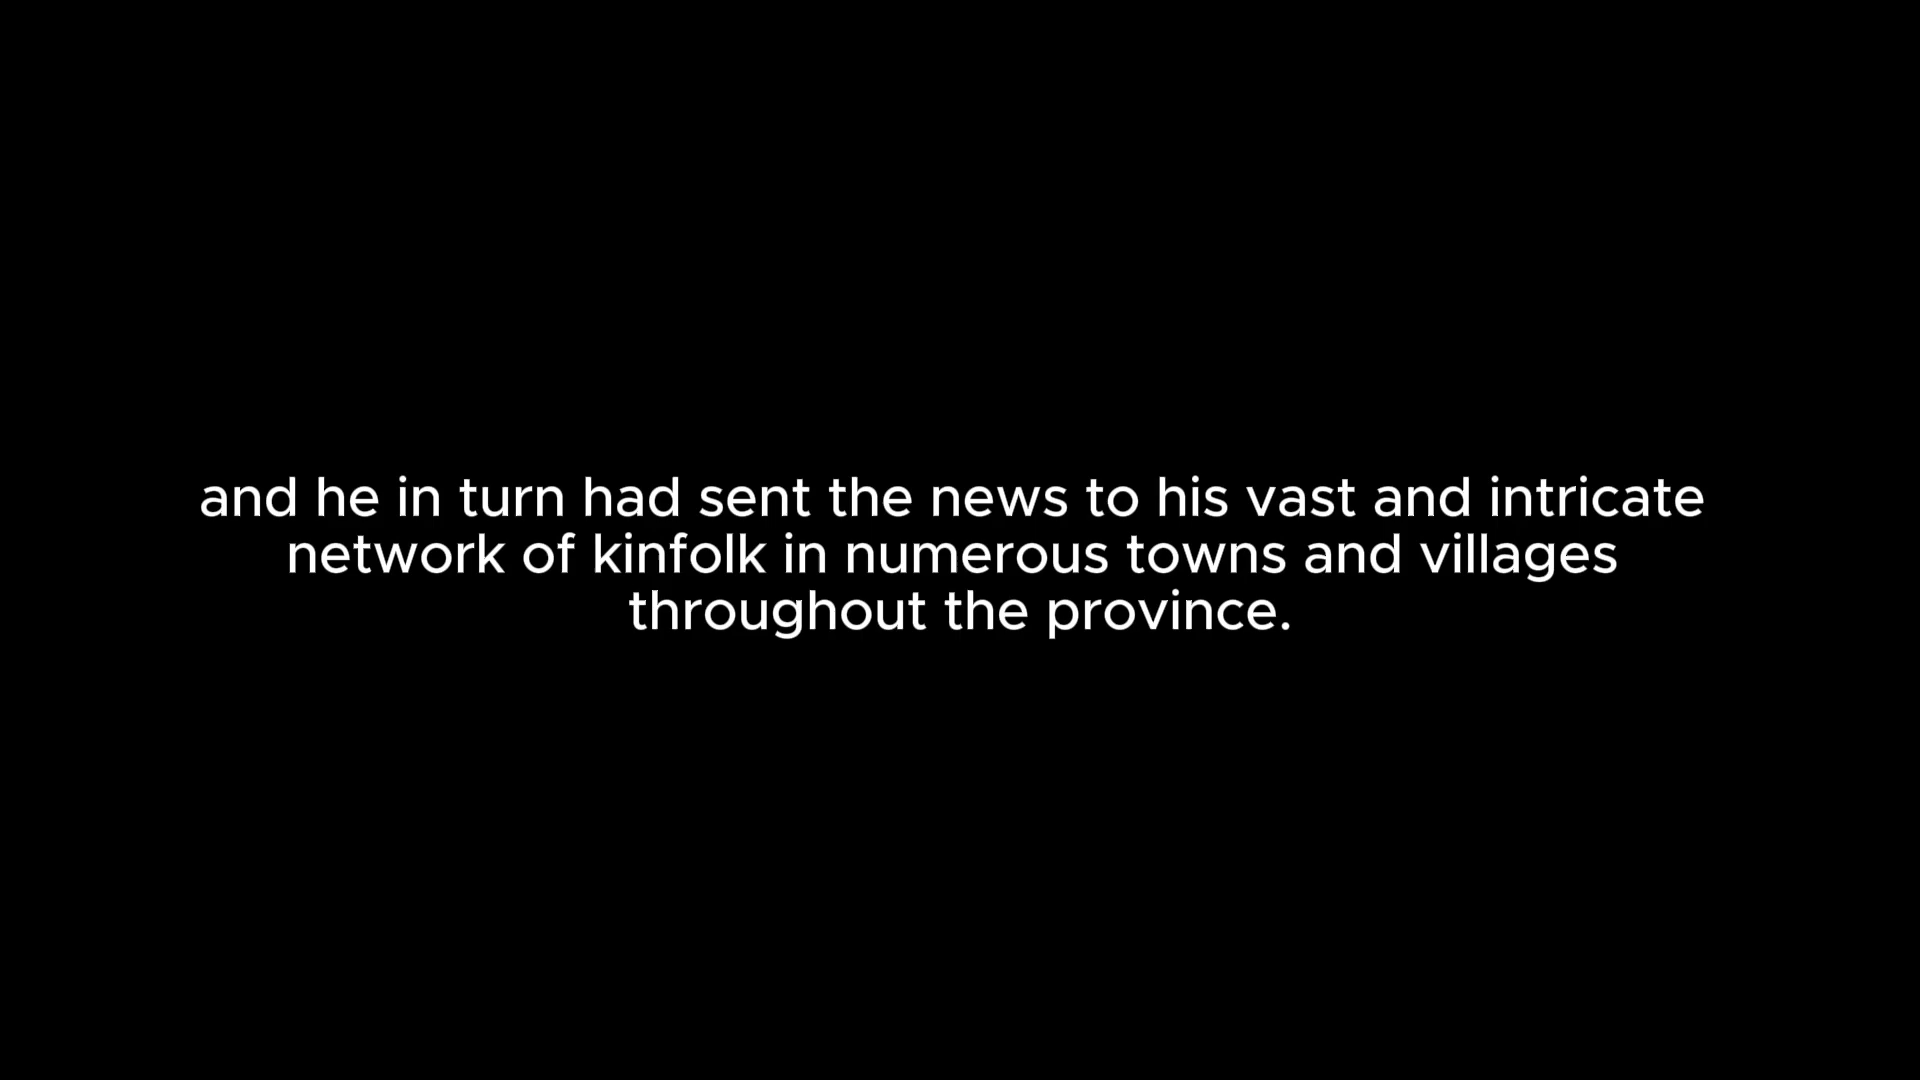 and he in turn had sent the news to his vast and intricate
network of kinfolk in numerous towns and villages
throughout the province.